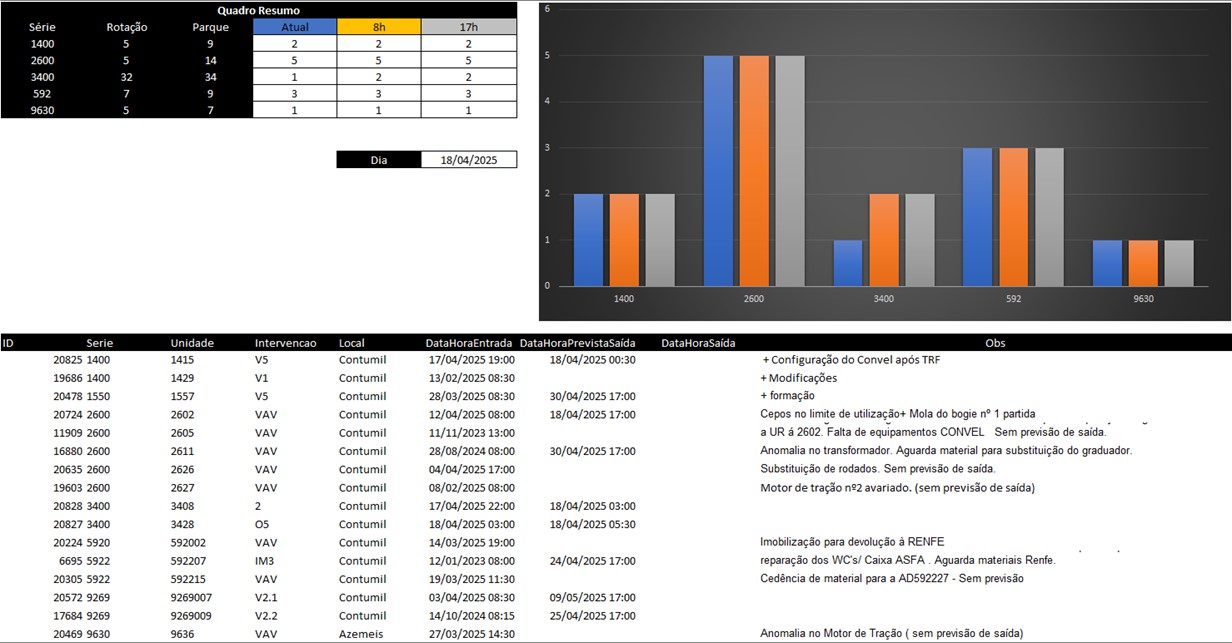 Quadro Resumo
Série Rotação Parque Atual 8h 17h
1400 5 9 2 2 2
2600 5 14 5 5 5
3400 32 34 1 2 2
592 7 9 3 3 3
9630 5 7 1 1 1
Dia 18/04/2025
6
5
4
3
2
1
0
1400 2600 3400 592 9630
ID Serie Unidade Intervencao Local DataHoraEntrada DataHoraPrevistaSaída DataHoraSaída Obs
20825 1400 1415 V5 Contumil 17/04/2025 19:00 18/04/2025 00:30 + Configuração do Convel após TRF
19686 1400 1429 V1 Contumil 13/02/2025 08:30 + Modificações
20478 1550 1557 V5 Contumil 28/03/2025 08:30 30/04/2025 17:00 + formação
20724 2600 2602 VAV Contumil 12/04/2025 08:00 18/04/2025 17:00 Cepos no limite de utilização+ Mola do bogie nº 1 partida
11909 2600 2605 VAV Contumil 11/11/2023 13:00 a UR á 2602. Falta de equipamentos CONVEL Sem previsão de saída.
16880 2600 2611 VAV Contumil 28/08/2024 08:00 30/04/2025 17:00 Anomalia no transformador. Aguarda material para substituição do graduador.
20635 2600 2626 VAV Contumil 04/04/2025 17:00 Substituição de rodados. Sem previsão de saída.
19603 2600 2627 VAV Contumil 08/02/2025 08:00 Motor de tração nº2 avariado. (sem previsão de saída)
20828 3400 3408 2 Contumil 17/04/2025 22:00 18/04/2025 03:00
20827 3400 3428 O5 Contumil 18/04/2025 03:00 18/04/2025 05:30
20224 5920 592002 VAV Contumil 14/03/2025 19:00 Imobilização para devolução à RENFE
6695 5922 592207 IM3 Contumil 12/01/2023 08:00 24/04/2025 17:00 reparação dos WC's/ Caixa ASFA . Aguarda materiais Renfe.
20305 5922 592215 VAV Contumil 19/03/2025 11:30 Cedência de material para a AD592227 - Sem previsão
20572 9269 9269007 V2.1 Contumil 03/04/2025 08:30 09/05/2025 17:00
17684 9269 9269009 V2.2 Contumil 14/10/2024 08:15 25/04/2025 17:00
20469 9630 9636 VAV Azemeis 27/03/2025 14:30 Anomalia no Motor de Tração ( sem previsão de saída)